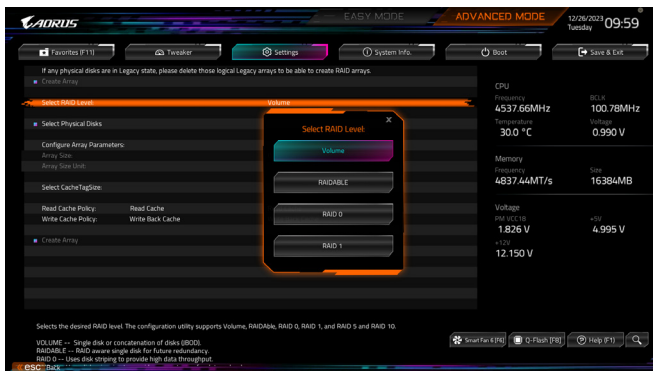 AORUS
EASY MODE
ADVANCED MODE
12/26/2023
Tuesday
09:59
Favorites (F11)
Tweaker
Settings
System Info.
Boot
Save & Exit
If any physical disks are in Legacy state, please delete those logical Legacy arrays to be able to create RAID arrays.
Create Array
Select RAID Level:
Volume
Select Physical Disks
Configure Array Parameters:
Array Size:
Array Size Unit:
Select CacheTagSize:
Read Cache Policy: Read Cache
Write Cache Policy: Write Back Cache
Create Array
Select RAID Level:
X
Volume
RAIDABLE
RAID 0
RAID 1
CPU
Frequency BCLK
4537.66MHz 100.78MHz
Temperature Voltage
30.0 °C 0.990 V
Memory
Frequency Size
4837.44MT/s 16384MB
Voltage
PM VCC18 +5V
1.826 V 4.995 V
+12V
12.150 V
Selects the desired RAID level. The configuration utility supports Volume, RAIDAble, RAID 0, RAID 1, and RAID 5 and RAID 10.
VOLUME -- Single disk or concatenation of disks (JBOD).
RAIDABLE -- RAID aware single disk for future redundancy.
RAID 0 -- Uses disk striping to provide high data throughput.
esc Back
Smart Fan 6 [F6]
Q-Flash [F8]
Help (F1)